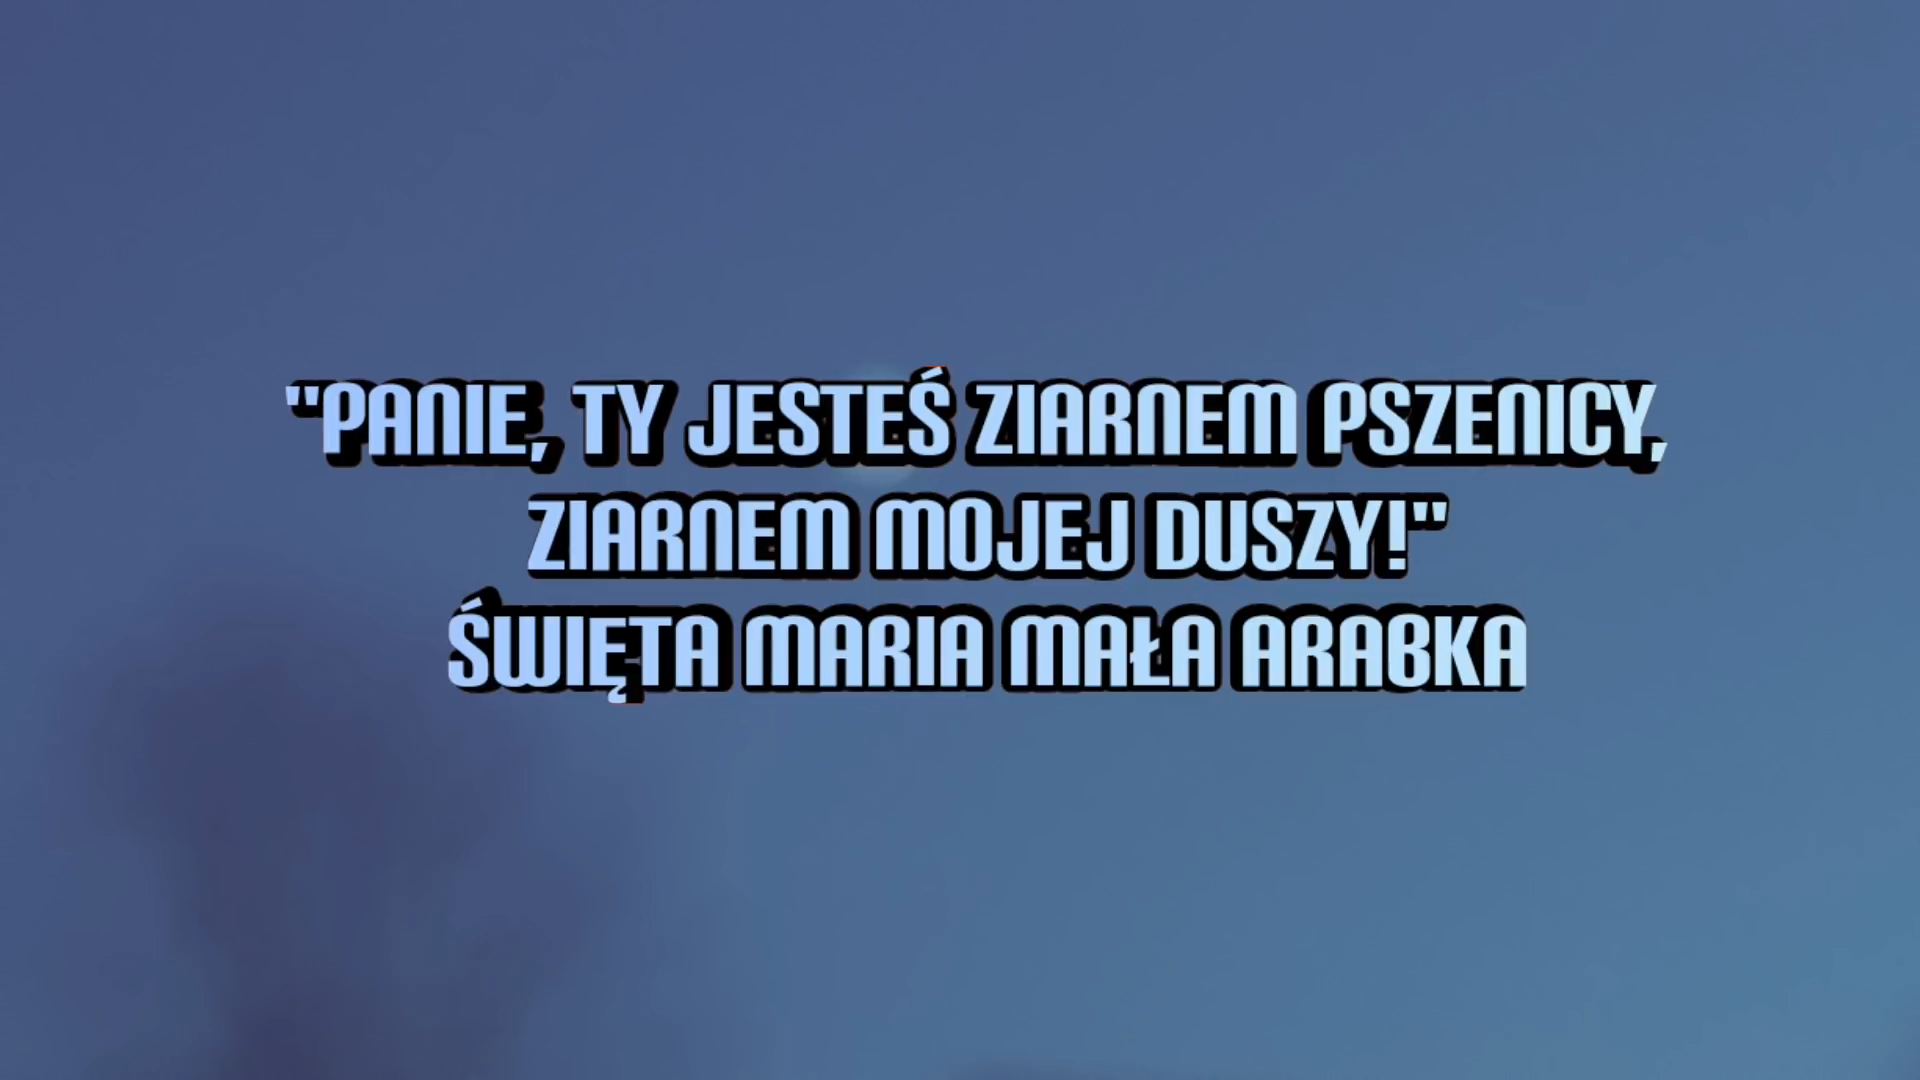 "PANIE, TY JESTEŚ ZIARNEM PSZENICY,
ZIARNEM MOJEJ DUSZY!"
ŚWIĘTA MARIA MAŁA ARABKA